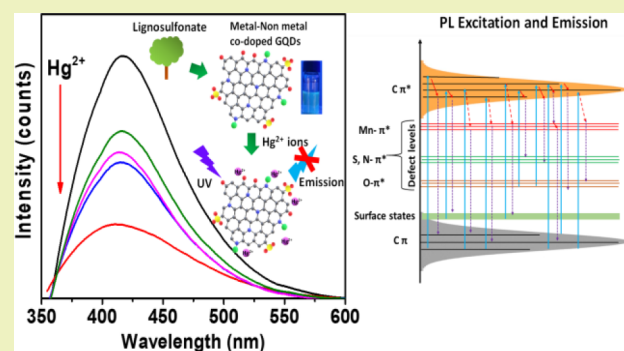 Intensity (counts)
Hg²⁺
Lignosulfonate
Metal-Non metal
co-doped GQDs
Hg²⁺ ions
UV
Emission
350 400 450 500 550 600
Wavelength (nm)
PL Excitation and Emission
C π*
Mn- π*
S, N- π*
O-π*
Defect levels
Surface states
C π